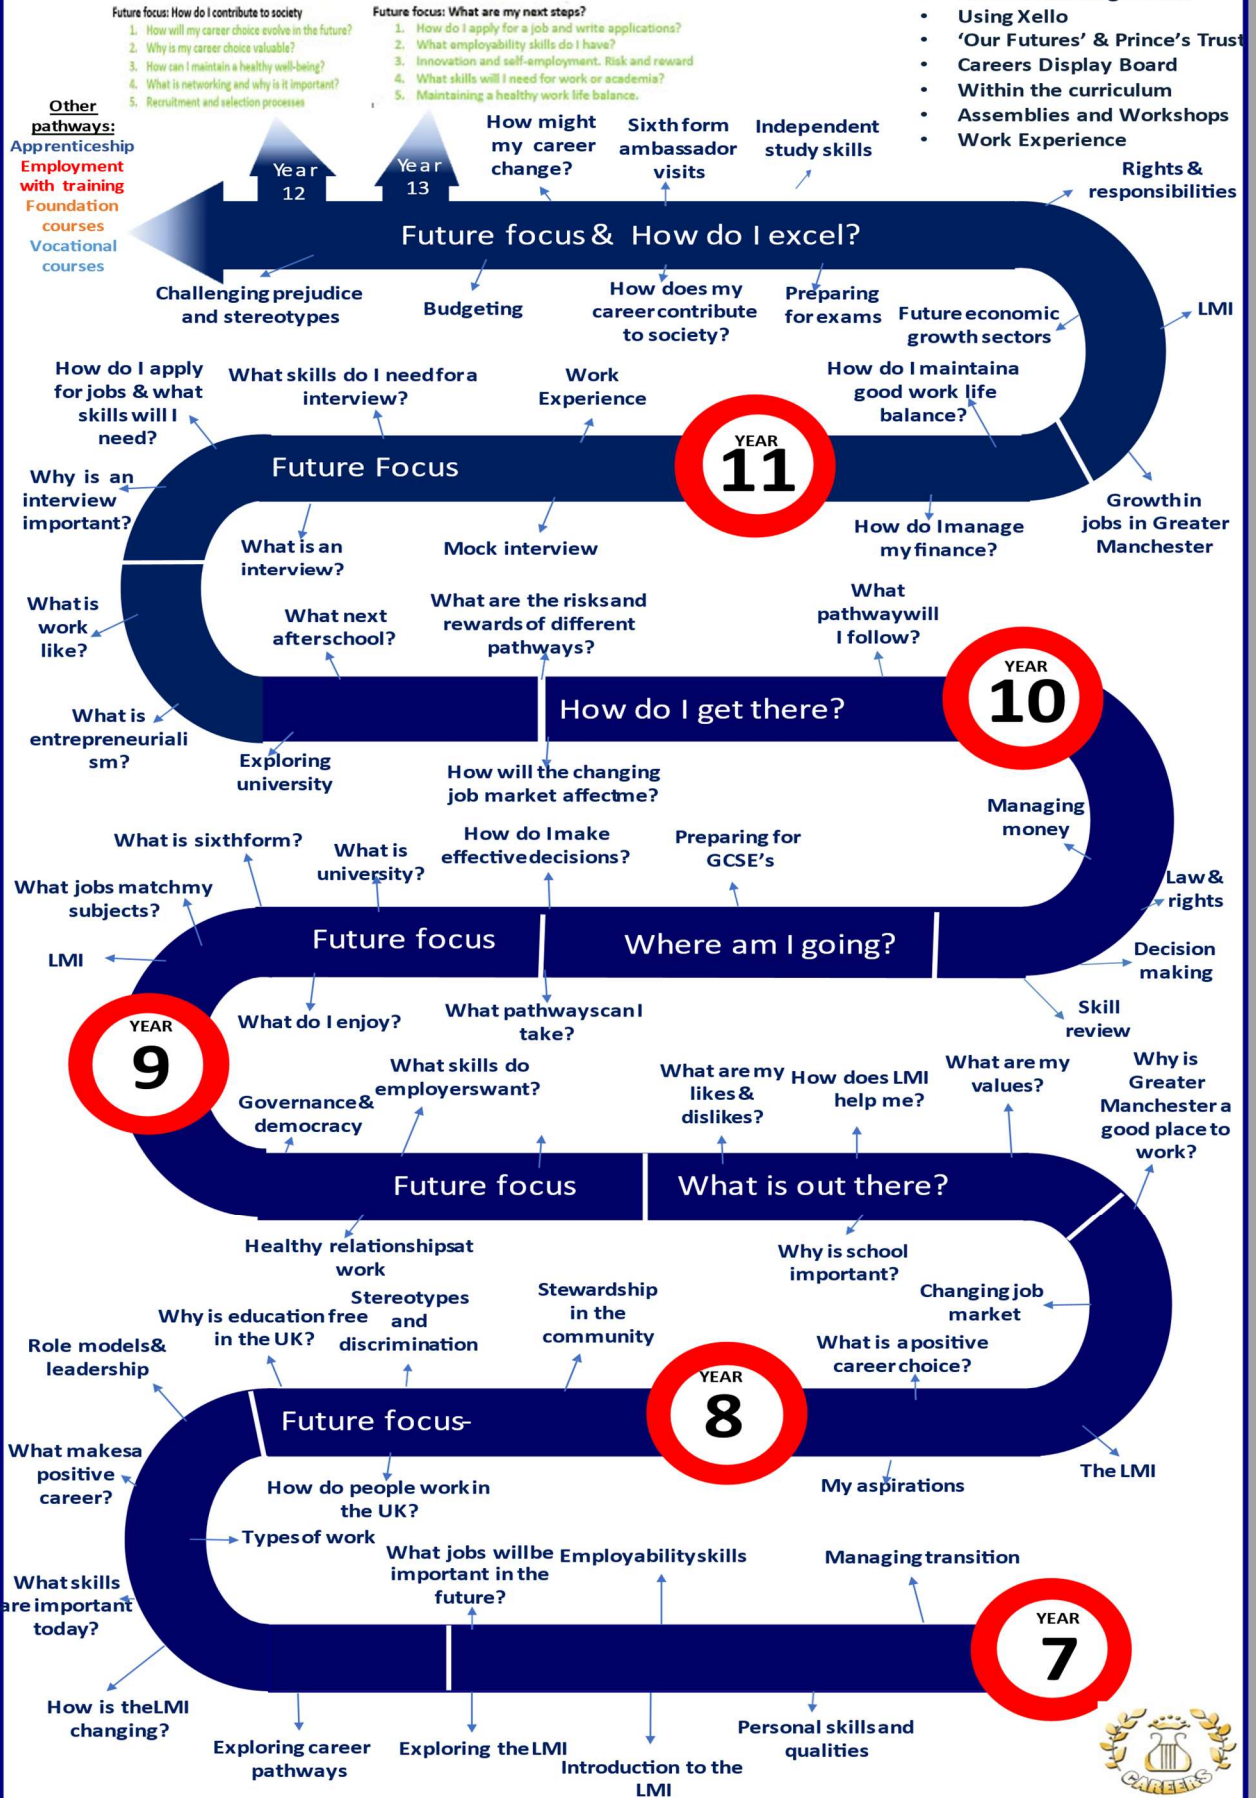 Future focus: How do I contribute to society
1. How will my career choice evolve in the future?
2. Why is my career choice valuable?
3. How can I maintain a healthy well-being?
4. What is networking and why is it important?
5. Recruitment and selection processes
Future focus: What are my next steps?
1. How do I apply for a job and write applications?
2. What employability skills do I have?
3. Innovation and self-employment. Risk and reward
4. What skills will I need for work or academia?
5. Maintaining a healthy work life balance.
• Using Xello
• ‘Our Futures’ & Prince’s Trust
• Careers Display Board
• Within the curriculum
• Assemblies and Workshops
• Work Experience
Other
pathways:
Apprenticeship
Employment
with training
Foundation
courses
Vocational
courses
Year
12
Year
13
How might
my career
change?
Sixth form
ambassador
visits
Independent
study skills
Rights &
responsibilities
Future focus & How do I excel?
Challenging prejudice
and stereotypes
Budgeting
How does my
career contribute
to society?
Preparing
for exams
Future economic
growth sectors
LMI
How do I apply
for jobs & what
skills will I
need?
What skills do I need for a
interview?
Work
Experience
How do I maintain a
good work life
balance?
YEAR
11
Future Focus
Why is an
interview
important?
What is an
interview?
Mock interview
How do I manage
my finance?
Growth in
jobs in Greater
Manchester
What is
work
like?
What next
after school?
What are the risks and
rewards of different
pathways?
What
pathway will
I follow?
YEAR
10
How do I get there?
What is
entrepreneuriali
sm?
Exploring
university
How will the changing
job market affect me?
Managing
money
What is sixth form?
What is
university?
How do I make
effective decisions?
Preparing for
GCSE’s
What jobs match my
subjects?
Law &
rights
LMI
Future focus
Where am I going?
Decision
making
What do I enjoy?
What pathways can I
take?
Skill
review
YEAR
9
Governance &
democracy
What skills do
employers want?
What are my
likes &
dislikes?
How does LMI
help me?
What are my
values?
Why is
Greater
Manchester a
good place to
work?
Future focus
What is out there?
Healthy relationships at
work
Why is school
important?
Changing job
market
Why is education free
in the UK?
Stereotypes
and
discrimination
Stewardship
in the
community
What is a positive
career choice?
Role models &
leadership
YEAR
8
Future focus-
What makes a
positive
career?
How do people work in
the UK?
My aspirations
The LMI
Types of work
What jobs will be
important in the
future?
Employability skills
Managing transition
What skills
are important
today?
YEAR
7
How is the LMI
changing?
Exploring career
pathways
Exploring the LMI
Introduction to the
LMI
Personal skills and
qualities
CAREERS